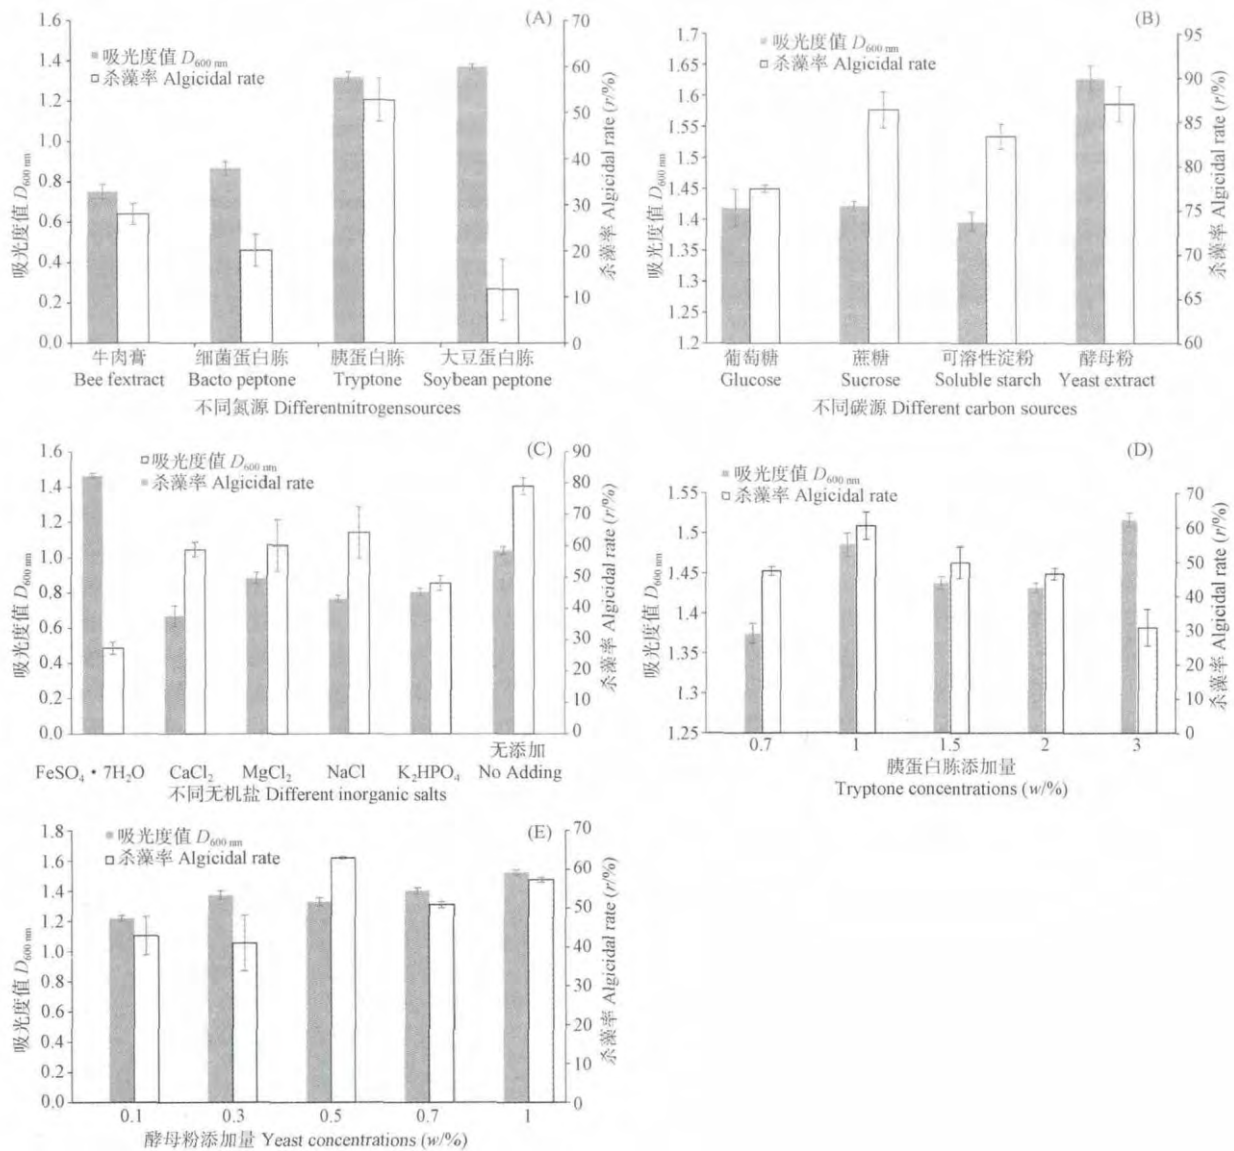 (A)
吸光度值 D600 nm
杀藻率 Algicidal rate
吸光度值 D600 nm
1.6
1.4
1.2
1.0
0.8
0.6
0.4
0.2
0.0
70
60
50
40
30
20
10
0
杀藻率 Algicidal rate (r/%)
牛肉膏 细菌蛋白胨 胰蛋白胨 大豆蛋白胨
Bee fextract Bacto peptone Tryptone Soybean peptone
不同氮源 Differentnitrogensources
(B)
吸光度值 D600 nm
杀藻率 Algicidal rate
吸光度值 D600 nm
1.7
1.65
1.6
1.55
1.5
1.45
1.4
1.35
1.3
1.25
1.2
95
90
85
80
75
70
65
60
杀藻率 Algicidal rate (r/%)
葡萄糖 蔗糖 可溶性淀粉 酵母粉
Glucose Sucrose Soluble starch Yeast extract
不同碳源 Different carbon sources
(C)
吸光度值 D600 nm
杀藻率 Algicidal rate
吸光度值 D600 nm
1.6
1.4
1.2
1.0
0.8
0.6
0.4
0.2
0.0
90
80
70
60
50
40
30
20
10
0
杀藻率 Algicidal rate (r/%)
无添加
FeSO4・7H2O CaCl2 MgCl2 NaCl K2HPO4 No Adding
不同无机盐 Different inorganic salts
(D)
吸光度值 D600 nm
杀藻率 Algicidal rate
吸光度值 D600 nm
1.55
1.5
1.45
1.4
1.35
1.3
1.25
70
60
50
40
30
20
10
0
杀藻率 Algicidal rate (r/%)
0.7 1 1.5 2 3
胰蛋白胨添加量
Tryptone concentrations (w/%)
(E)
吸光度值 D600 nm
杀藻率 Algicidal rate
吸光度值 D600 nm
1.8
1.6
1.4
1.2
1.0
0.8
0.6
0.4
0.2
0.0
70
60
50
40
30
20
10
0
杀藻率 Algicidal rate (r/%)
0.1 0.3 0.5 0.7 1
酵母粉添加量 Yeast concentrations (w/%)